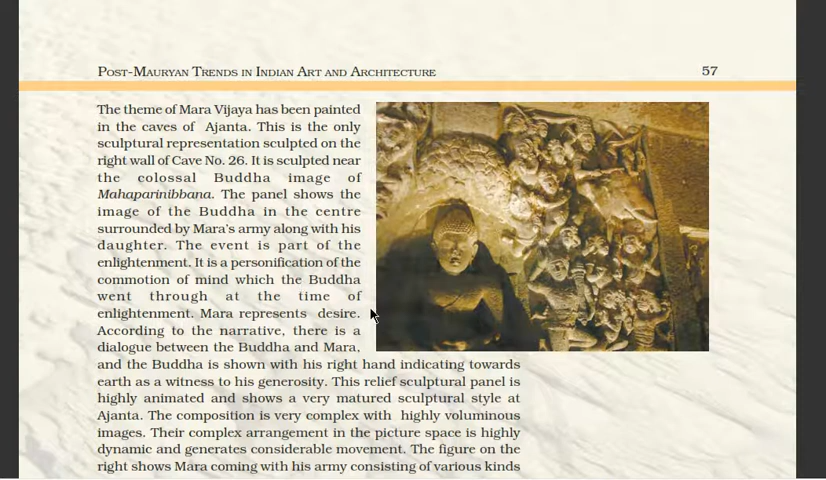 Post-Mauryan Trends in Indian Art and Architecture 57
The theme of Mara Vijaya has been painted
in the caves of Ajanta. This is the only
sculptural representation sculpted on the
right wall of Cave No. 26. It is sculpted near
the colossal Buddha image of
Mahaparinibbana. The panel shows the
image of the Buddha in the centre
surrounded by Mara's army along with his
daughter. The event is part of the
enlightenment. It is a personification of the
commotion of mind which the Buddha
went through at the time of
enlightenment. Mara represents desire.
According to the narrative, there is a
dialogue between the Buddha and Mara,
and the Buddha is shown with his right hand indicating towards
earth as a witness to his generosity. This relief sculptural panel is
highly animated and shows a very matured sculptural style at
Ajanta. The composition is very complex with highly voluminous
images. Their complex arrangement in the picture space is highly
dynamic and generates considerable movement. The figure on the
right shows Mara coming with his army consisting of various kinds